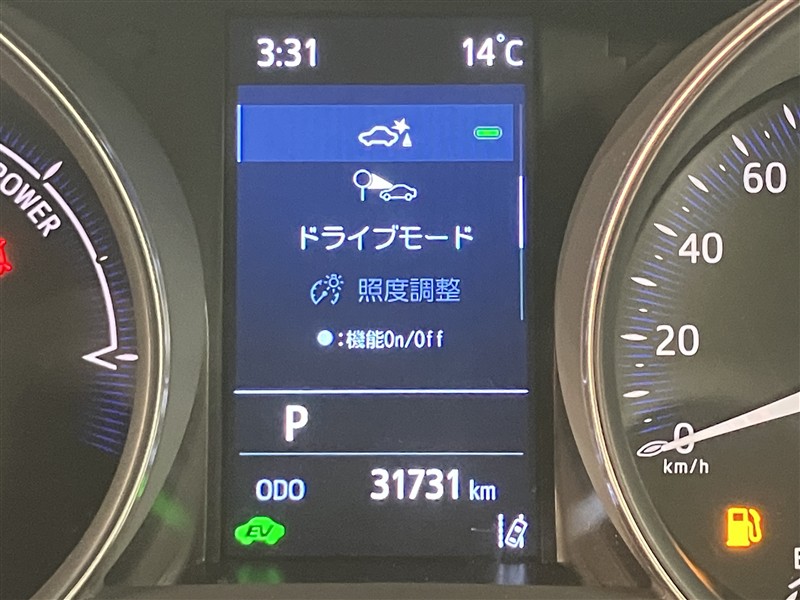 3:31 14°C
ドライブモード
照度調整
●:機能On/Off
P
ODO 31731 km
EV
POWER
60
40
20
0
km/h
E